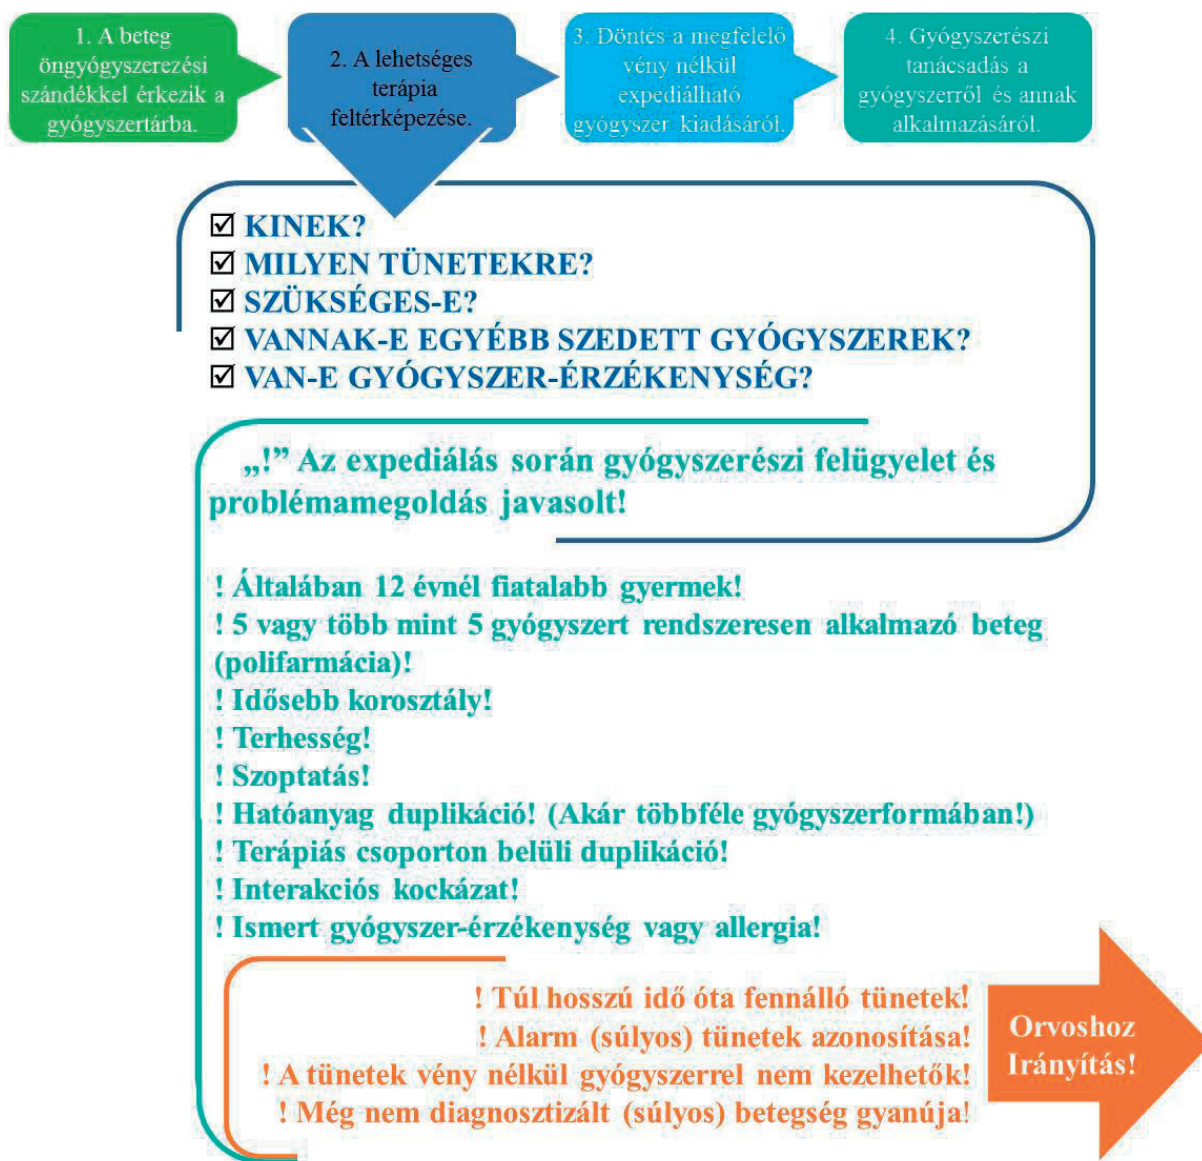 1. A beteg
öngyógyszerezési
szándékkel érkezik a
gyógyszertárba.
2. A lehetséges
terápia
feltérképezése.
3. Döntés a megfelelő
vény nélkül
expediálható
gyógyszer kiadásáról.
4. Gyógyszerészi
tanácsadás a
gyógyszerről és annak
alkalmazásáról.
☑ KINEK?
☑ MILYEN TÜNETEKRE?
☑ SZÜKSÉGES-E?
☑ VANNAK-E EGYÉBB SZEDETT GYÓGYSZEREK?
☑ VAN-E GYÓGYSZER-ÉRZÉKENYSÉG?
„!” Az expediálás során gyógyszerészi felügyelet és
problémamegoldás javasolt!
! Általában 12 évnél fiatalabb gyermek!
! 5 vagy több mint 5 gyógyszert rendszeresen alkalmazó beteg
(polifarmácia)!
! Idősebb korosztály!
! Terhesség!
! Szoptatás!
! Hatóanyag duplikáció! (Akár többféle gyógyszerformában!)
! Terápiás csoporton belüli duplikáció!
! Interakciós kockázat!
! Ismert gyógyszer-érzékenység vagy allergia!
! Túl hosszú idő óta fennálló tünetek!
! Alarm (súlyos) tünetek azonosítása!
! A tünetek vény nélkül gyógyszerrel nem kezelhetők!
! Még nem diagnosztizált (súlyos) betegség gyanúja!
Orvoshoz
Irányítás!